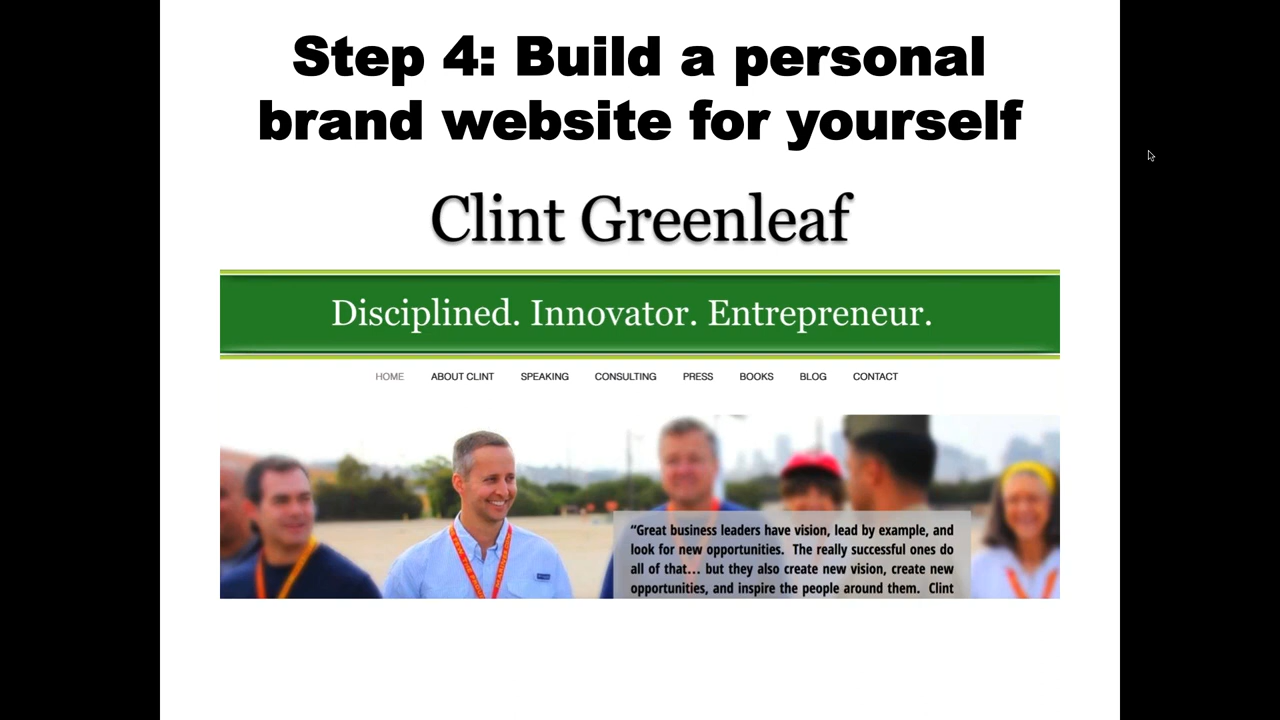 Step 4: Build a personal
brand website for yourself
Clint Greenleaf
Disciplined. Innovator. Entrepreneur.
HOME ABOUT CLINT SPEAKING CONSULTING PRESS BOOKS BLOG CONTACT
“Great business leaders have vision, lead by example, and
look for new opportunities. The really successful ones do
all of that... but they also create new vision, create new
opportunities, and inspire the people around them. Clint